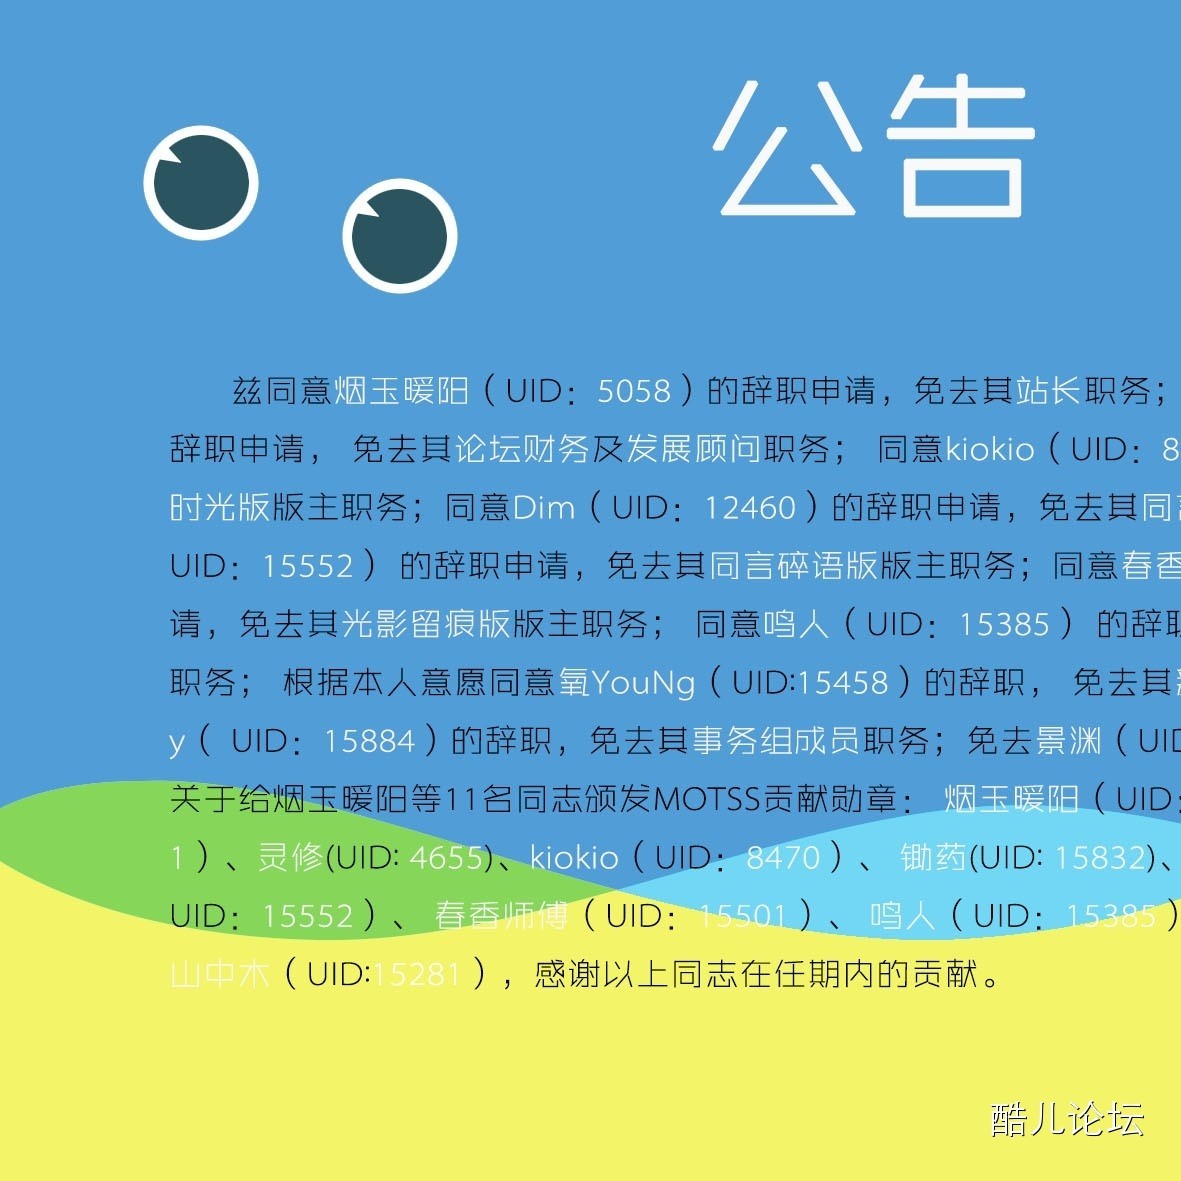 公告
兹同意烟玉暖阳（UID：5058）的辞职申请，免去其站长职务；
辞职申请， 免去其论坛财务及发展顾问职务； 同意kiokio（UID：8
时光版版主职务；同意Dim（UID：12460）的辞职申请，免去其同
UID：15552） 的辞职申请，免去其同言碎语版版主职务；同意春香
请，免去其光影留痕版版主职务； 同意鸣人（UID：15385） 的辞职
职务； 根据本人意愿同意氧YouNg（UID:15458）的辞职， 免去其
y（ UID：15884）的辞职，免去其事务组成员职务；免去景渊（UID
关于给烟玉暖阳等11名同志颁发MOTSS贡献勋章： 烟玉暖阳（UID：
1）、灵修(UID: 4655)、kiokio（UID：8470）、 锄药(UID: 15832)、
UID：15552）、 春香师傅（UID：15501）、 鸣人（UID：15385）
山中木（UID:15281），感谢以上同志在任期内的贡献。
酷儿论坛